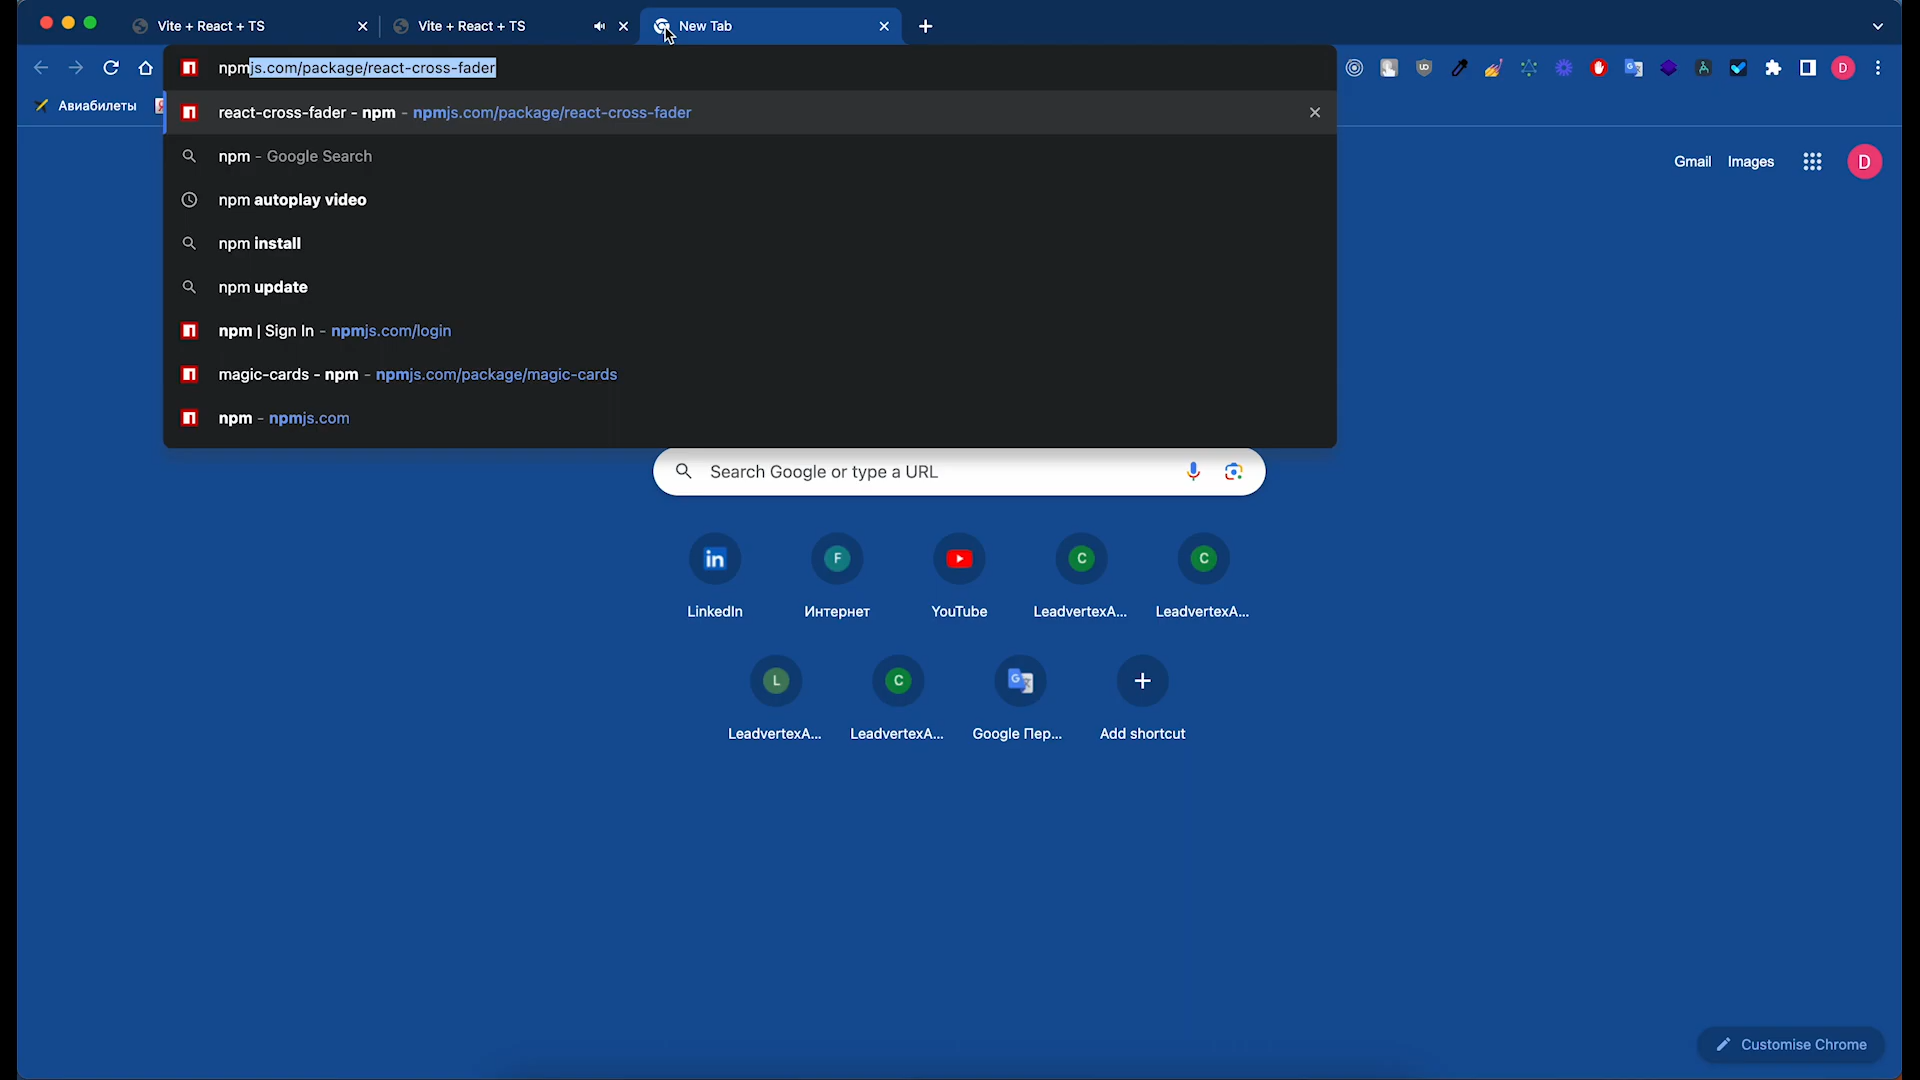 Vite + React + TS
Vite + React + TS
New Tab
npmjs.com/package/react-cross-fader
UD
D
Авиабилеты
react-cross-fader - npm - npmjs.com/package/react-cross-fader
npm - Google Search
npm autoplay video
npm install
npm update
npm | Sign In - npmjs.com/login
magic-cards - npm - npmjs.com/package/magic-cards
npm - npmjs.com
Gmail
Images
D
Search Google or type a URL
in
F
C
C
LinkedIn
Интернет
YouTube
LeadvertexA...
LeadvertexA...
L
C
LeadvertexA...
LeadvertexA...
Google Пер...
Add shortcut
Customise Chrome